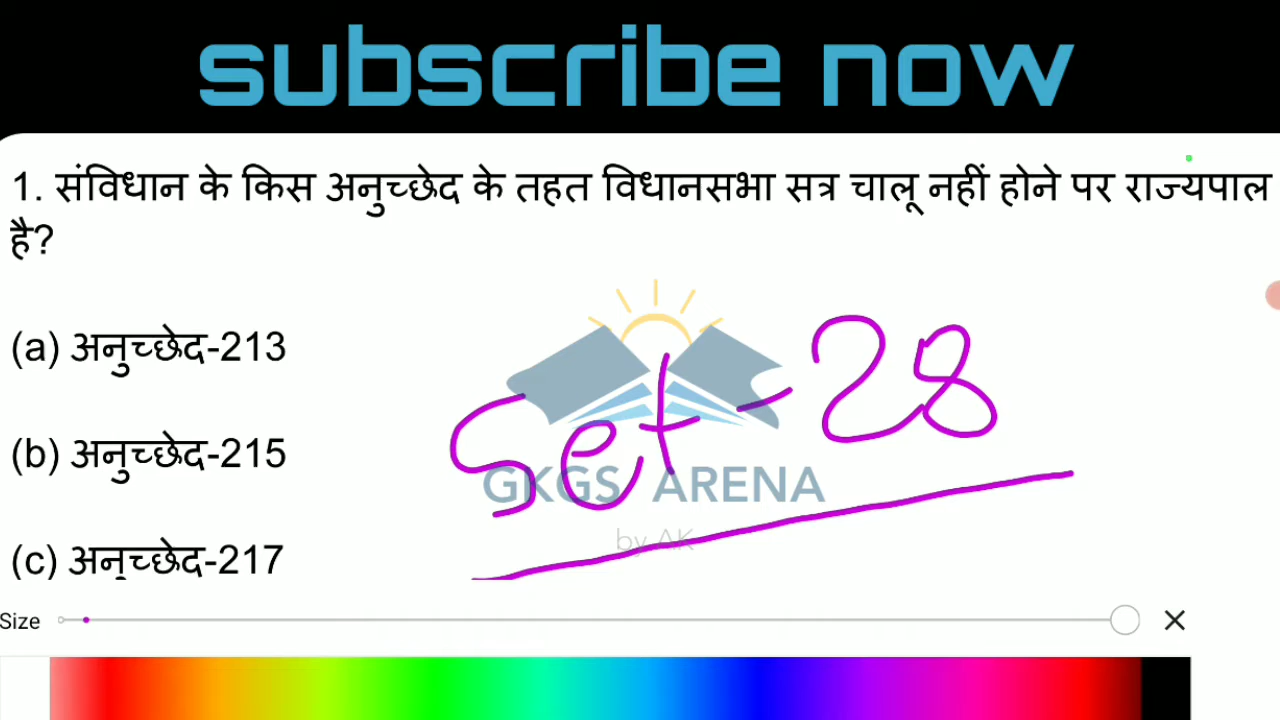 subscribe now
1. संविधान के किस अनुच्छेद के तहत विधानसभा सत्र चालू नहीं होने पर राज्यपाल
है?
(a) अनुच्छेद-213
Set-28
(b) अनुच्छेद-215
GKGS ARENA
by AK
(c) अनुच्छेद-217
Size